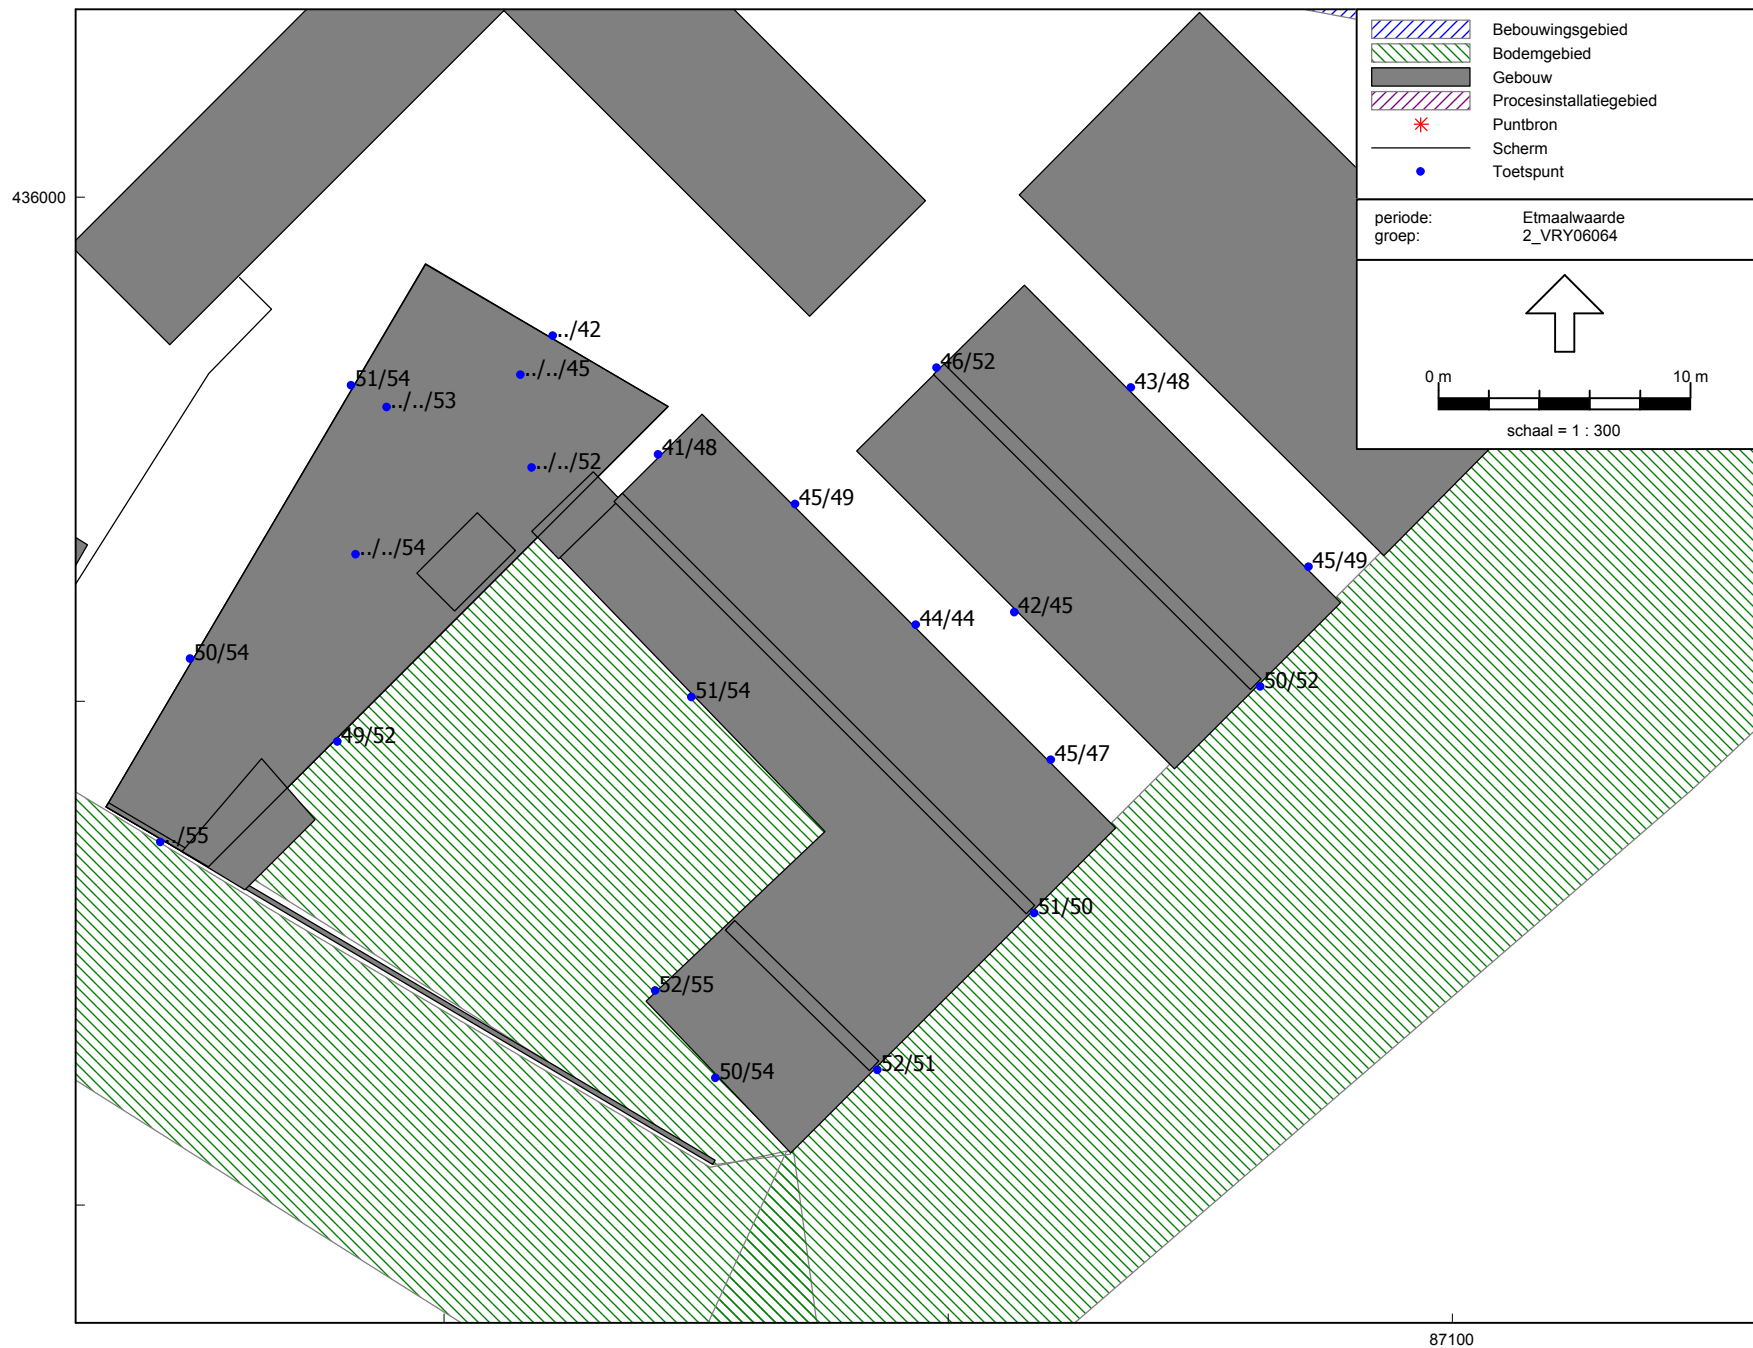 Bebouwingsgebied
Bodemgebied
Gebouw
Procesinstallatiegebied
Puntbron
Scherm
Toetspunt
periode: Etmaalwaarde
groep: 2_VRY06064
0 m 10 m
schaal = 1 : 300
436000
../42
../../45
51/54
../../53
46/52
43/48
41/48
../../52
45/49
../../54
45/49
42/45
44/44
50/54
50/52
51/54
49/52
45/47
../55
51/50
52/55
52/51
50/54
87100